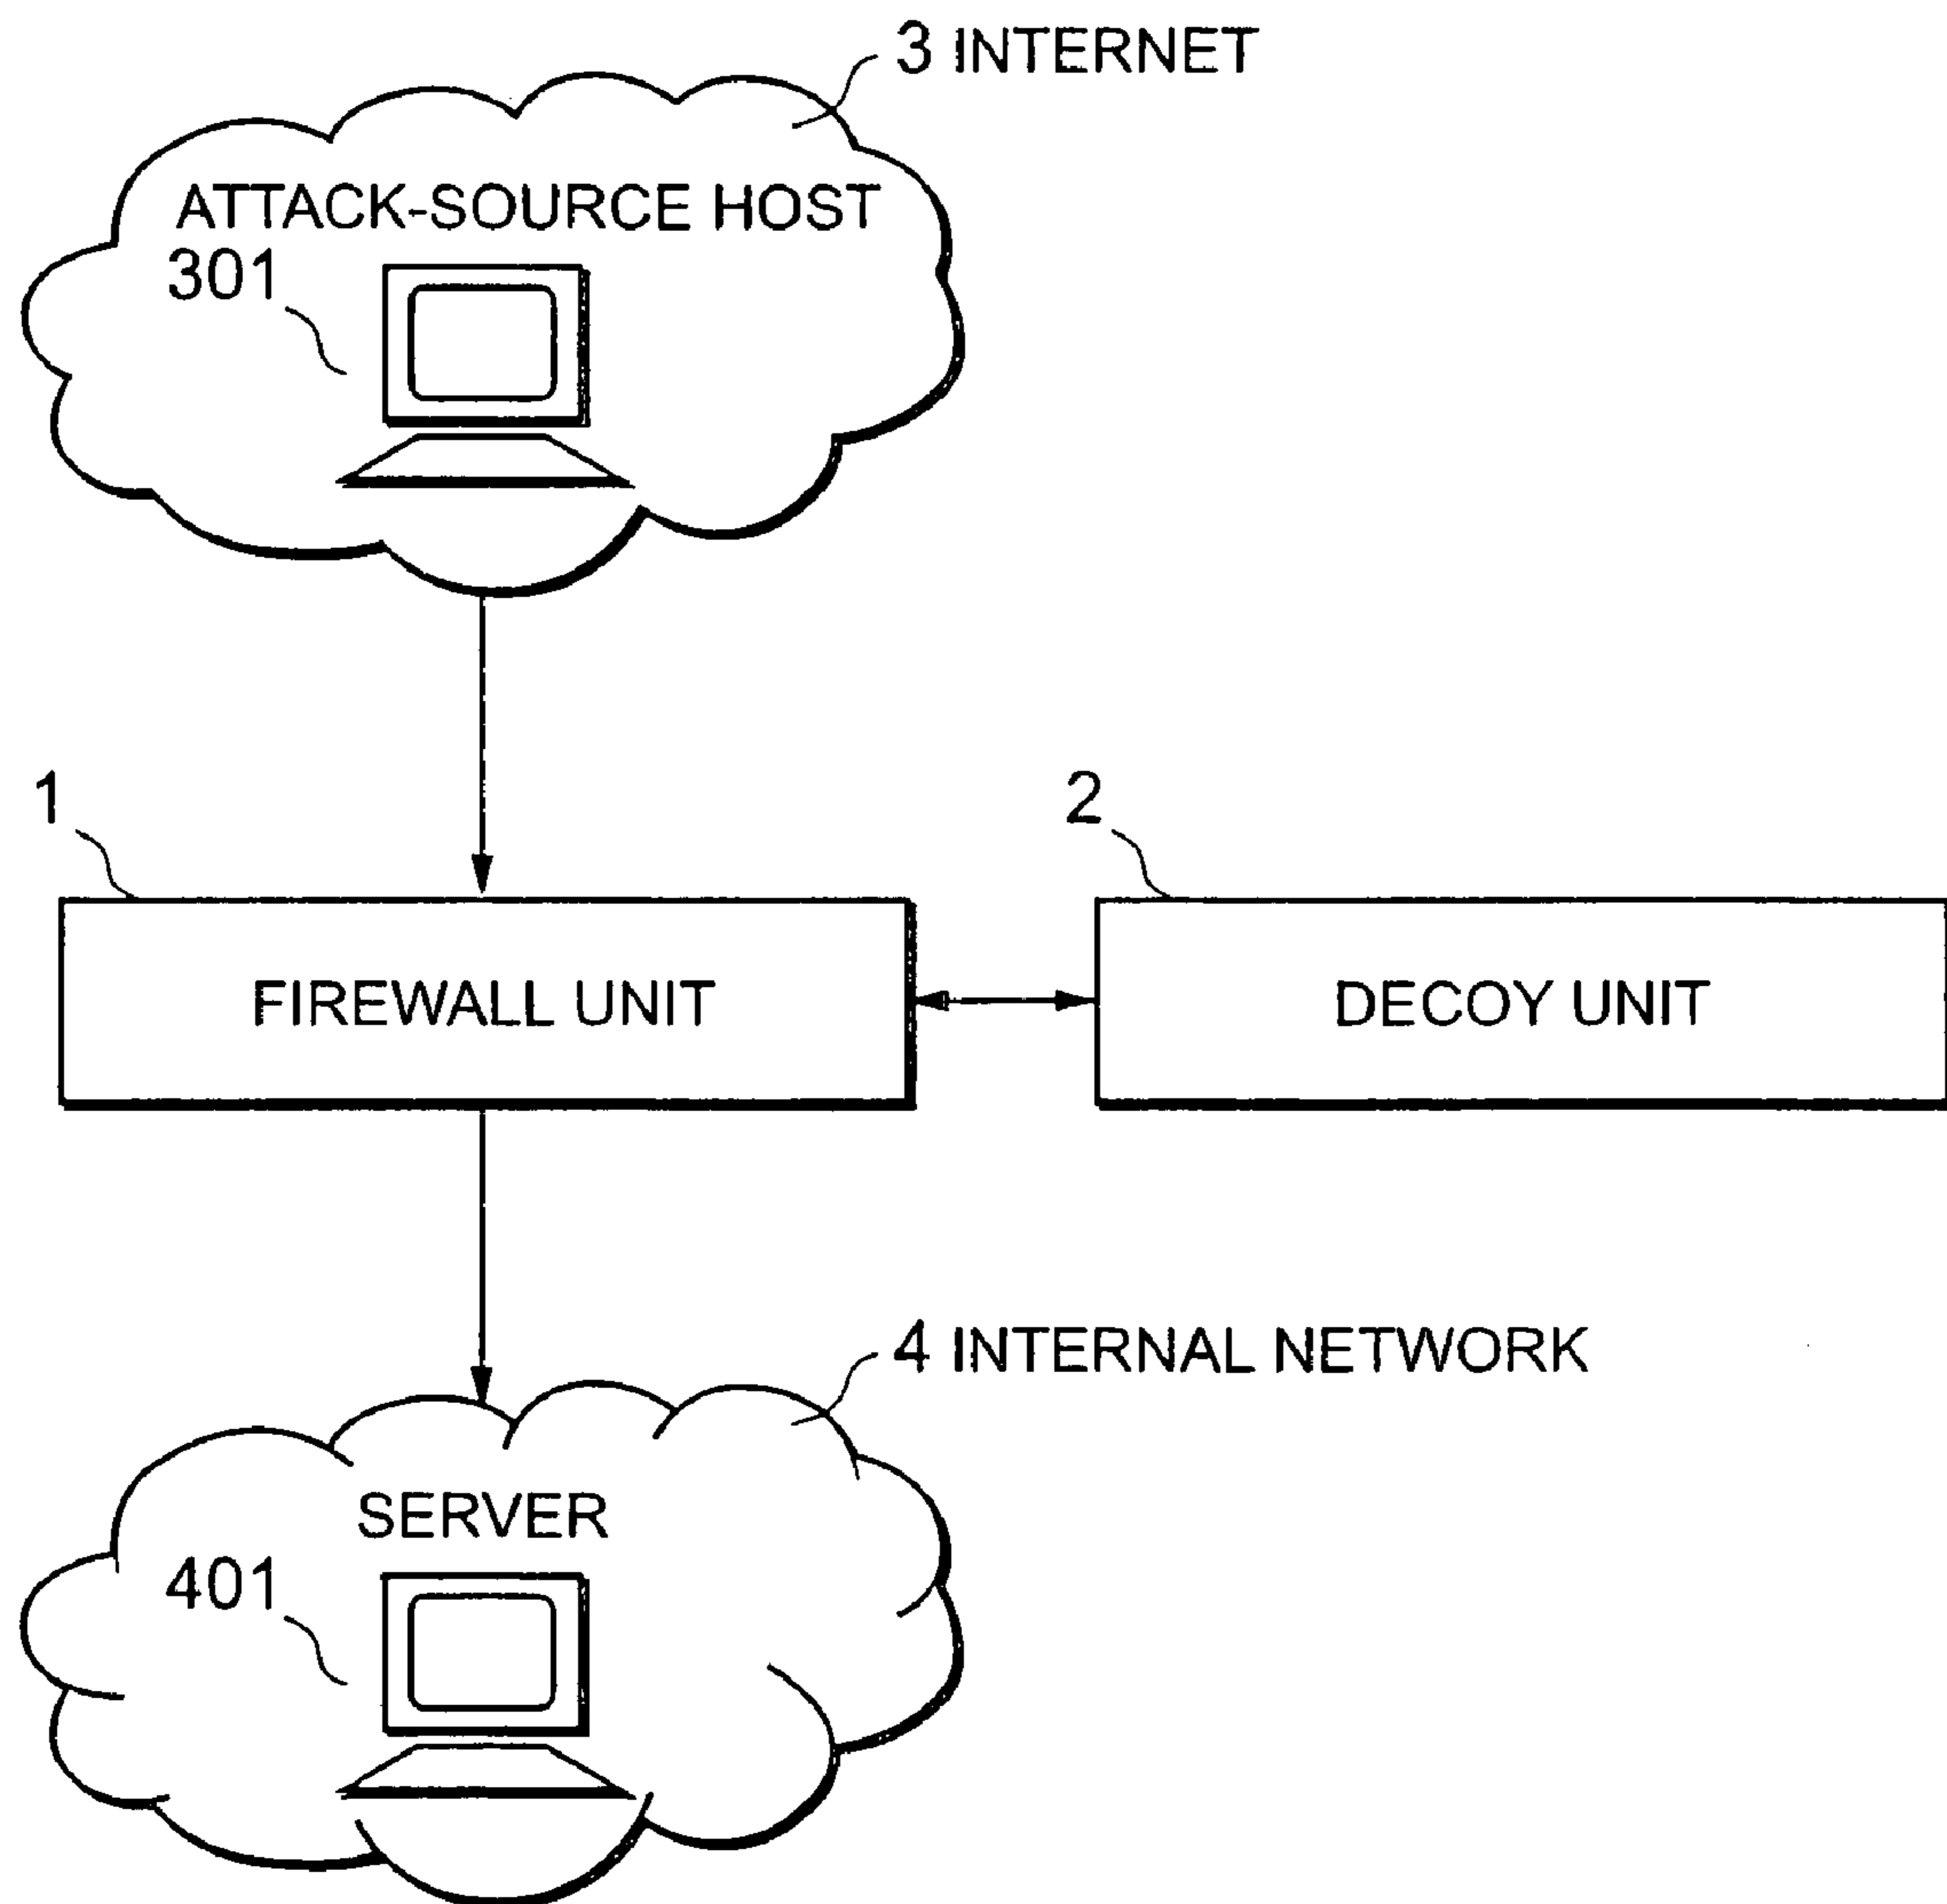 3 INTERNET
ATTACK-SOURCE HOST
301
1
2
FIREWALL UNIT
DECOY UNIT
4 INTERNAL NETWORK
SERVER
401